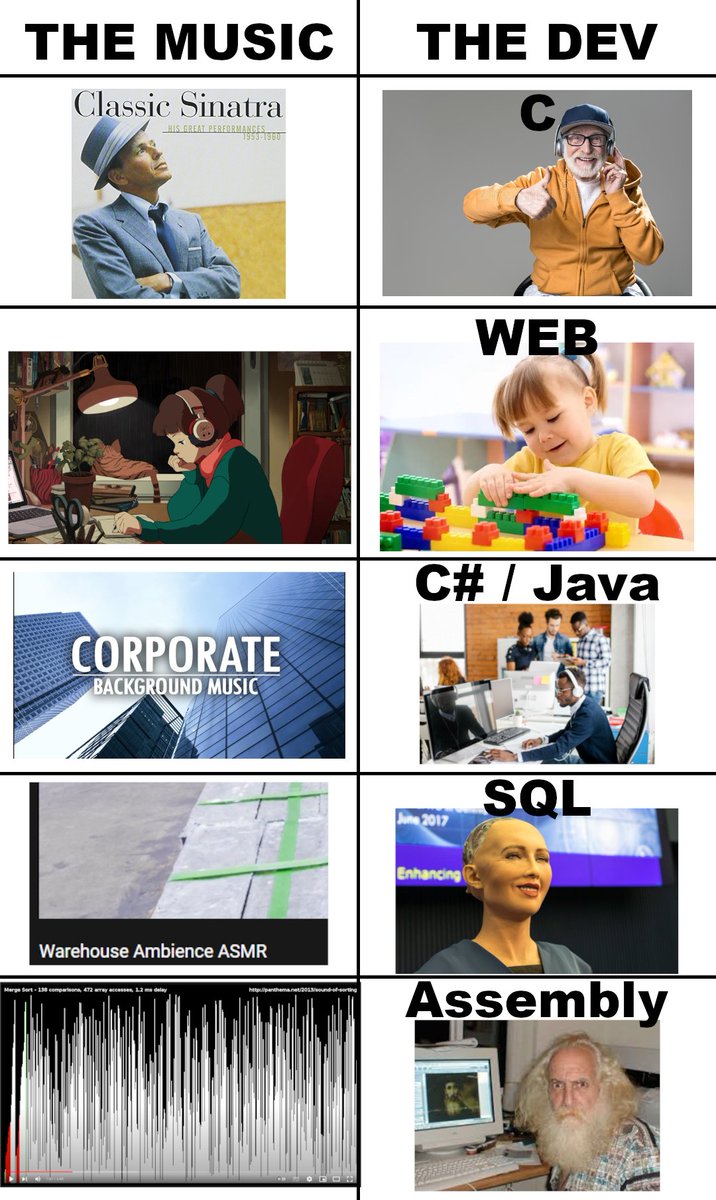 THE MUSIC
THE DEV
Classic Sinatra
HIS GREAT PERFORMANCES
1953-1960
C
WEB
CORPORATE
BACKGROUND MUSIC
C# / Java
Warehouse Ambience ASMR
SQL
June 2017
Enhancing
Merge Sort - 138 comparisons, 472 array accesses, 1.2 ms delay
http://panthema.net/2013/sound-of-sorting
Assembly